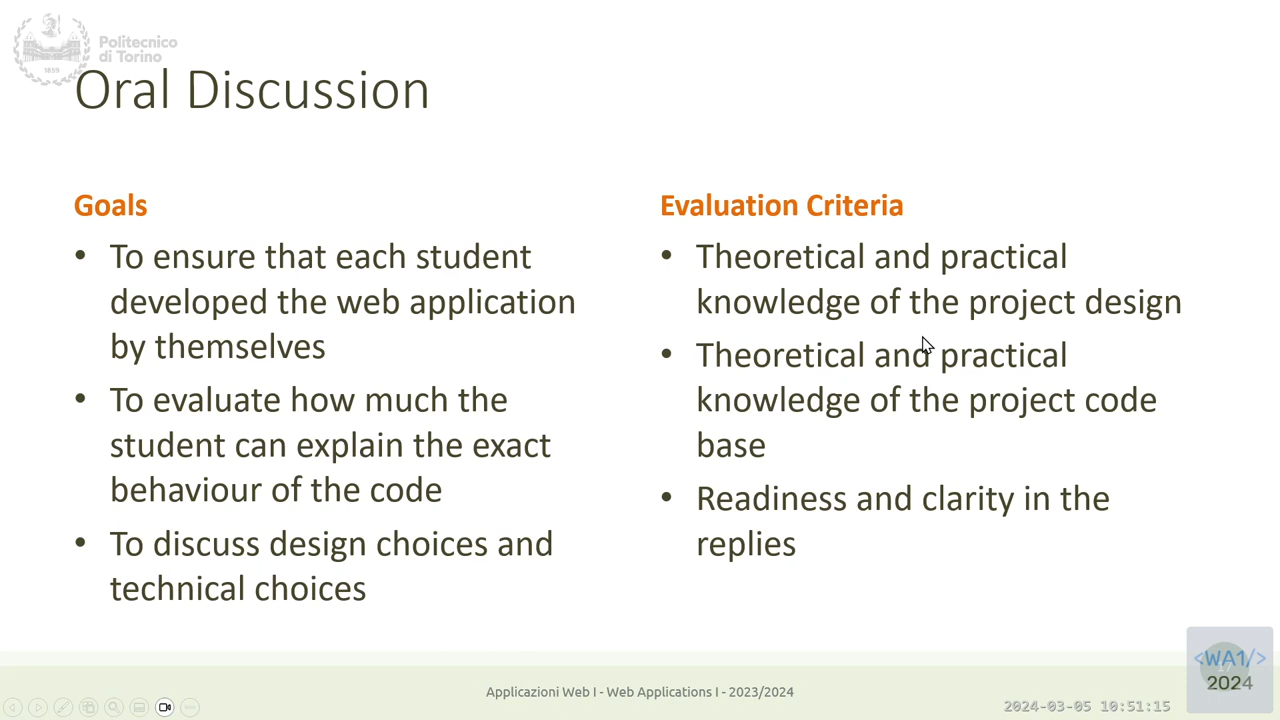 Politecnico
di Torino
1859
Oral Discussion
Goals
• To ensure that each student
developed the web application
by themselves
• To evaluate how much the
student can explain the exact
behaviour of the code
• To discuss design choices and
technical choices
Evaluation Criteria
• Theoretical and practical
knowledge of the project design
• Theoretical and practical
knowledge of the project code
base
• Readiness and clarity in the
replies
Applicazioni Web I - Web Applications I - 2023/2024
2024-03-05 10:51:15
<WA1/>
2024